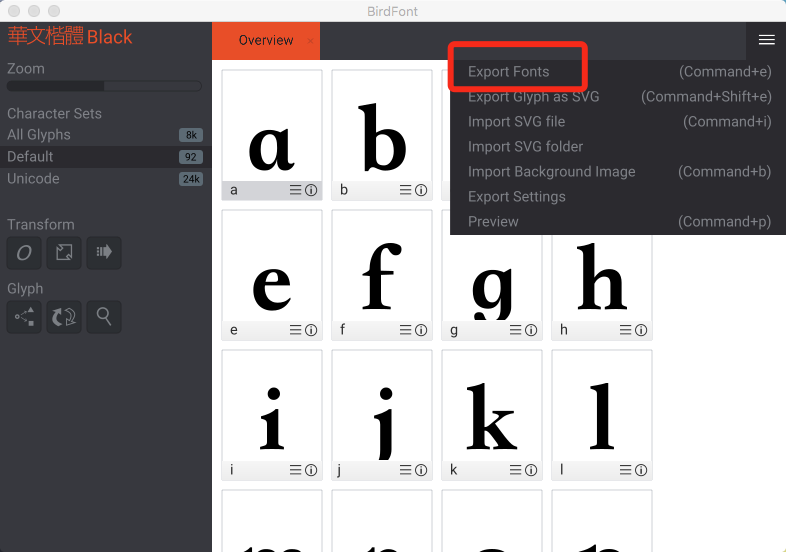 BirdFont
華文楷體 Black
Overview ×
Zoom
Character Sets
All Glyphs 8k
Default 92
Unicode 24k
Transform
Glyph
Export Fonts (Command+e)
Export Glyph as SVG (Command+Shift+e)
Import SVG file (Command+i)
Import SVG folder
Import Background Image (Command+b)
Export Settings
Preview (Command+p)
a b
a b
e f g h
e f g h
i j k l
i j k l